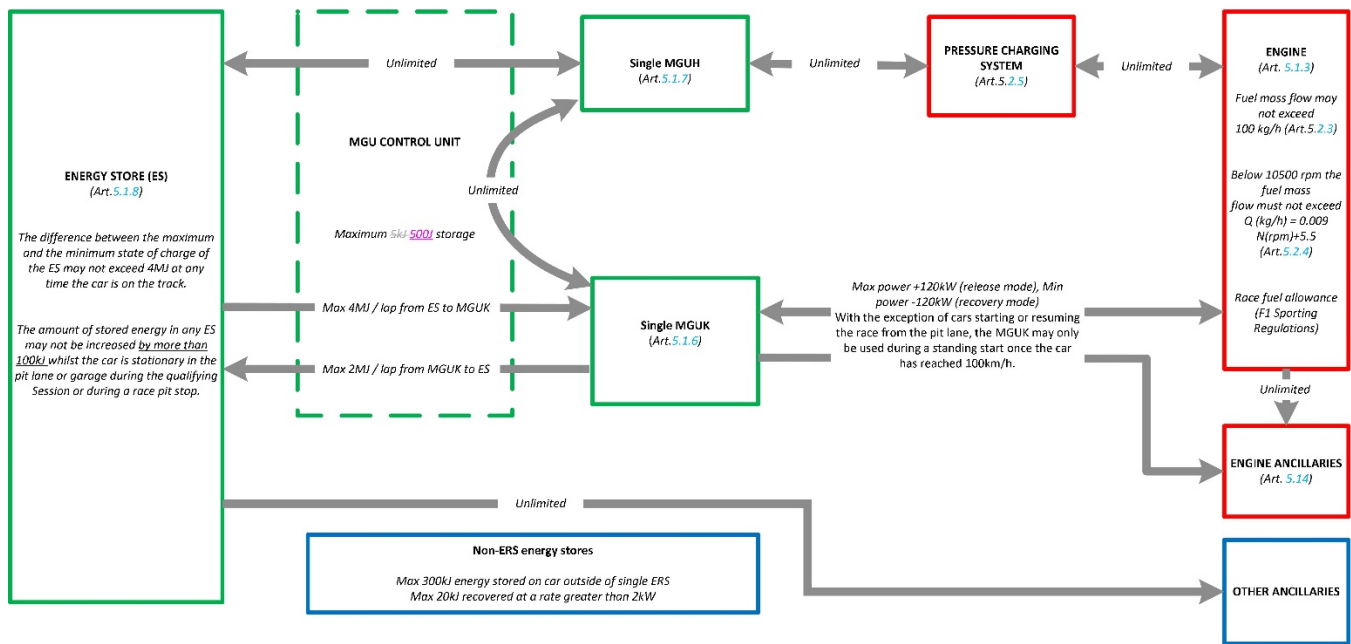 ENERGY STORE (ES)
(Art.5.1.8)
The difference between the maximum
and the minimum state of charge of
the ES may not exceed 4MJ at any
time the car is on the track.
The amount of stored energy in any ES
may not be increased by more than
100kj whilst the car is stationary in the
pit lane or garage during the qualifying
Session or during a race pit stop.
Unlimited
MGU CONTROL UNIT
Unlimited
Maximum 5kJ 500J storage
Max 4MJ / lap from ES to MGUK
Max 2MJ / lap from MGUK to ES
Single MGUH
(Art.5.1.7)
Unlimited
PRESSURE CHARGING
SYSTEM
(Art.5.2.5)
Unlimited
ENGINE
(Art. 5.1.3)
Fuel mass flow may
not exceed
100 kg/h (Art.5.2.3)
Below 10500 rpm the
fuel mass
flow must not exceed
Q (kg/h) = 0.009
N(rpm)+5.5
(Art.5.2.4)
Race fuel allowance
(F1 Sporting
Regulations)
Single MGUK
(Art.5.1.6)
Max power +120kW (release mode), Min
power -120kW (recovery mode)
With the exception of cars starting or resuming
the race from the pit lane, the MGUK may only
be used during a standing start once the car
has reached 100km/h.
Unlimited
ENGINE ANCILLARIES
(Art. 5.14)
Unlimited
Non-ERS energy stores
Max 300kJ energy stored on car outside of single ERS
Max 20kJ recovered at a rate greater than 2kW
OTHER ANCILLARIES